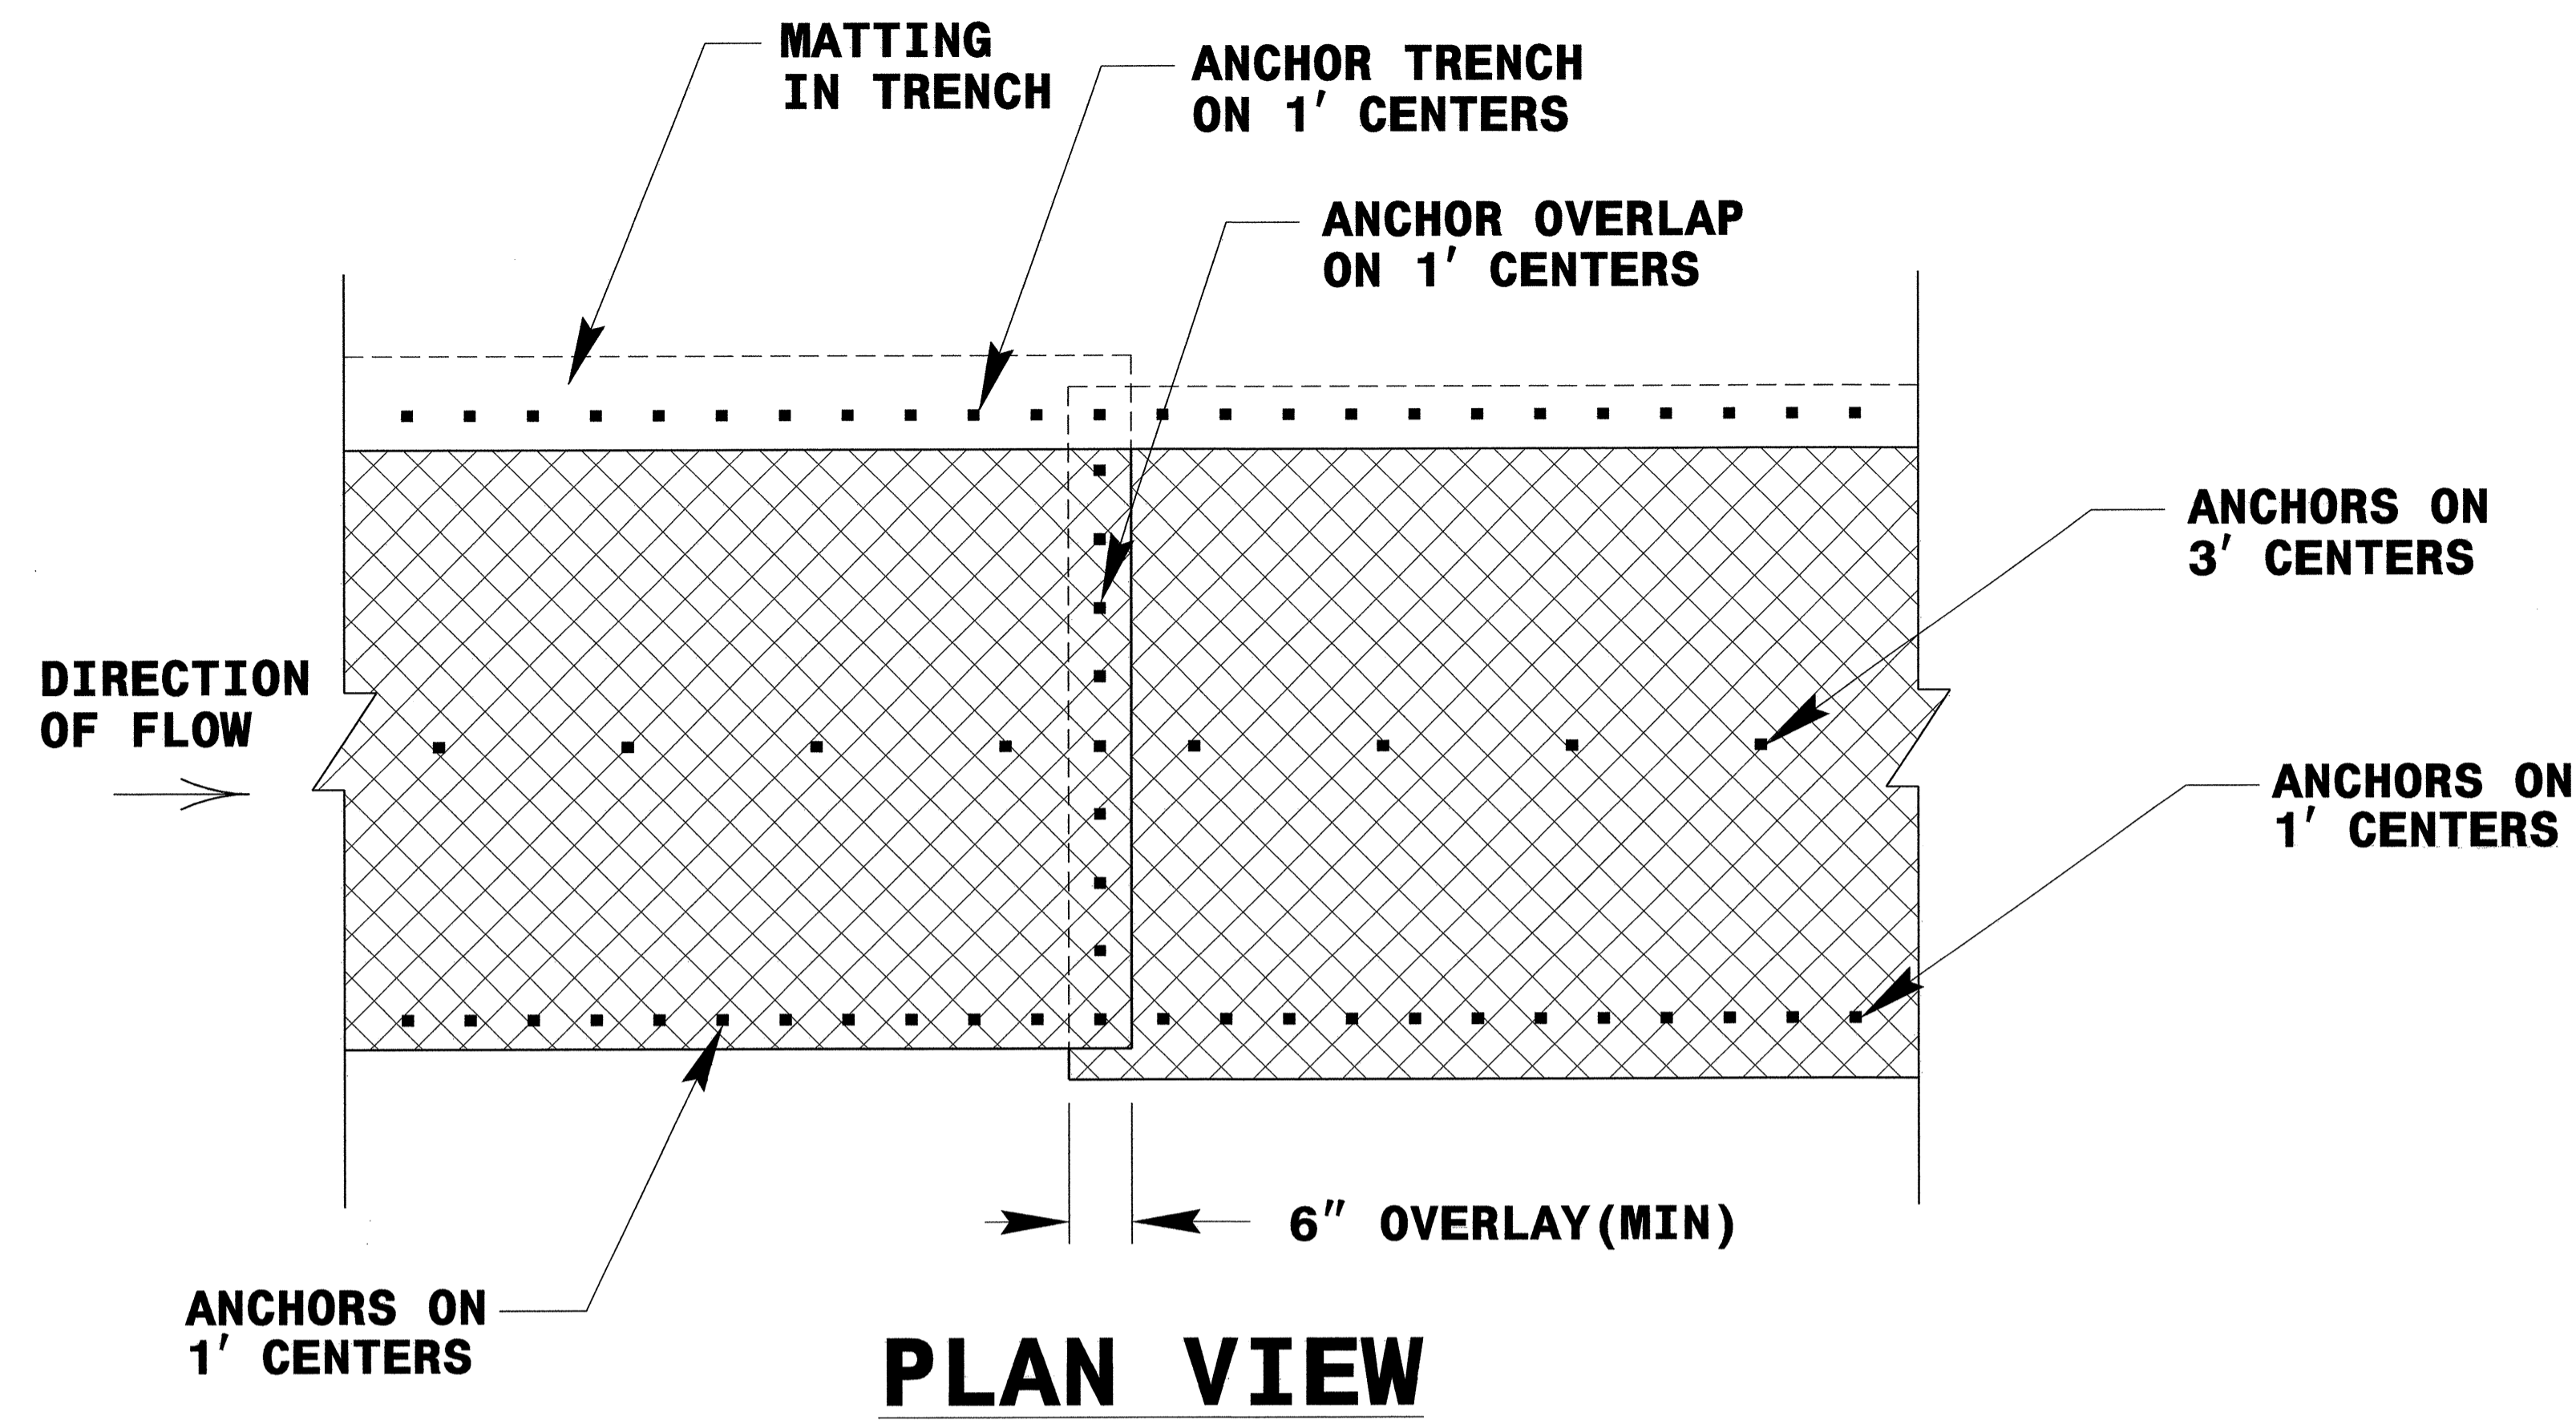 MATTING
IN TRENCH
ANCHOR TRENCH
ON 1' CENTERS
ANCHOR OVERLAP
ON 1' CENTERS
ANCHORS ON
3' CENTERS
DIRECTION
OF FLOW
ANCHORS ON
1' CENTERS
6" OVERLAY(MIN)
ANCHORS ON
1' CENTERS
PLAN VIEW